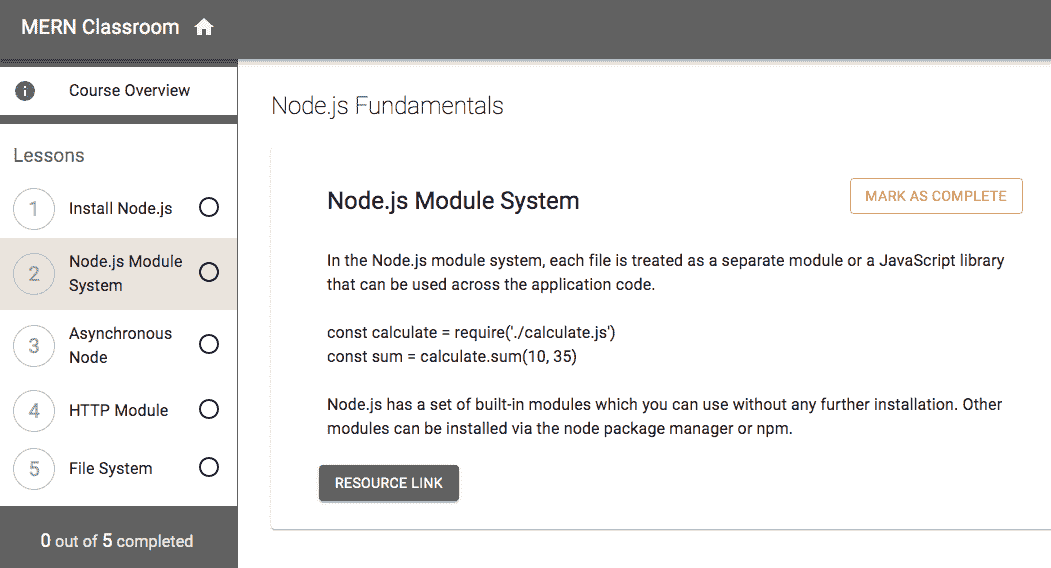 MERN Classroom
Course Overview
Lessons
1 Install Node.js
2 Node.js Module
System
3 Asynchronous
Node
4 HTTP Module
5 File System
0 out of 5 completed
Node.js Fundamentals
Node.js Module System
MARK AS COMPLETE
In the Node.js module system, each file is treated as a separate module or a JavaScript library
that can be used across the application code.
const calculate = require('./calculate.js')
const sum = calculate.sum(10, 35)
Node.js has a set of built-in modules which you can use without any further installation. Other
modules can be installed via the node package manager or npm.
RESOURCE LINK